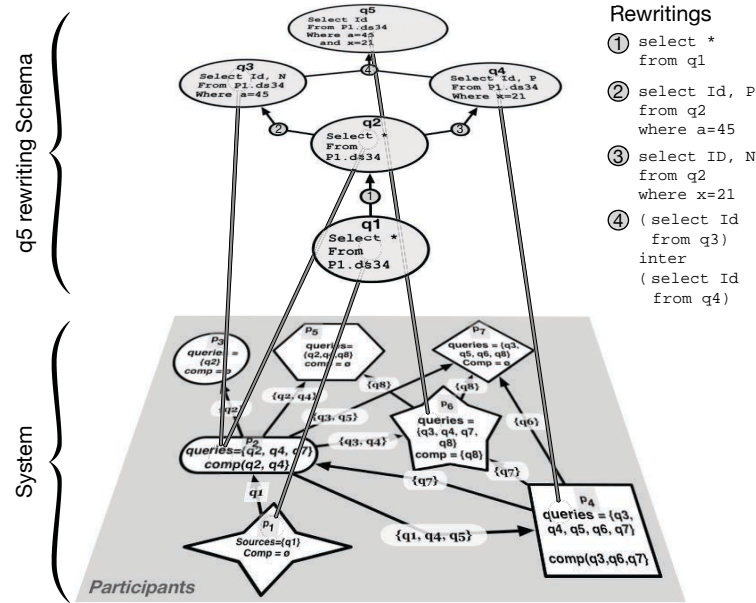 q5
Select Id
From P1.ds34
Where a=45
and x=21
q3
Select Id, N
From P1.ds34
Where a=45
4
q4
Select Id, P
From P1.ds34
Where x=21
2
q2
Select *
From
P1.ds34
3
1
q1
Select *
From
P1.ds34
q5 rewriting Schema
Rewritings
1 select *
from q1
2 select Id, P
from q2
where a=45
3 select ID, N
from q2
where x=21
4 (select Id
from q3)
inter
(select Id
from q4)
System
P3
queries =
{q2}
comp = ø
P5
queries=
{q2,q4,q8}
comp = ø
P7
queries = {q3,
q5, q6, q8}
Comp = ø
{q8}
{q8}
{q2, q4}
{q2}
{q3, q5}
P6
queries =
{q3, q4, q7,
q8}
comp = {q8}
{q6}
P2
queries={q2, q4, q7}
comp(q2, q4}
{q3, q4}
{q7}
{q7}
q1
P1
Sources={q1}
Comp = ø
{q1, q4, q5}
P4
queries = {q3,
q4, q5, q6, q7}
comp(q3,q6,q7}
Participants